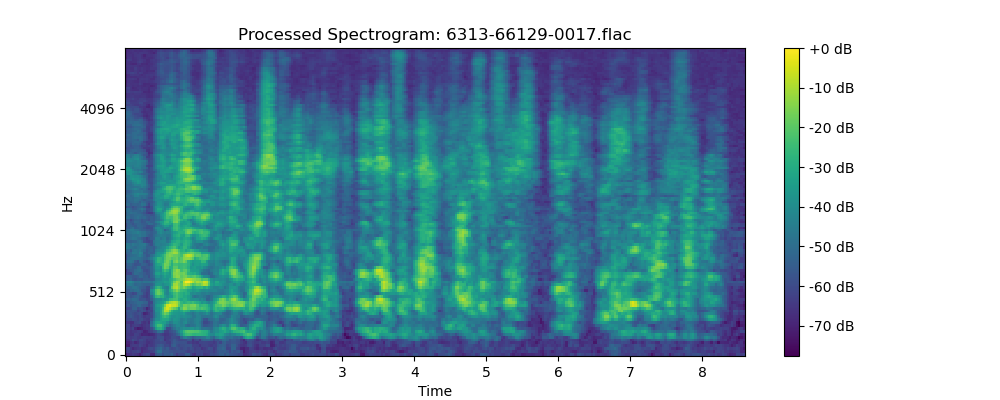 Processed Spectrogram: 6313-66129-0017.flac
Hz
4096
2048
1024
512
0
0 1 2 3 4 5 6 7 8
Time
+0 dB
-10 dB
-20 dB
-30 dB
-40 dB
-50 dB
-60 dB
-70 dB